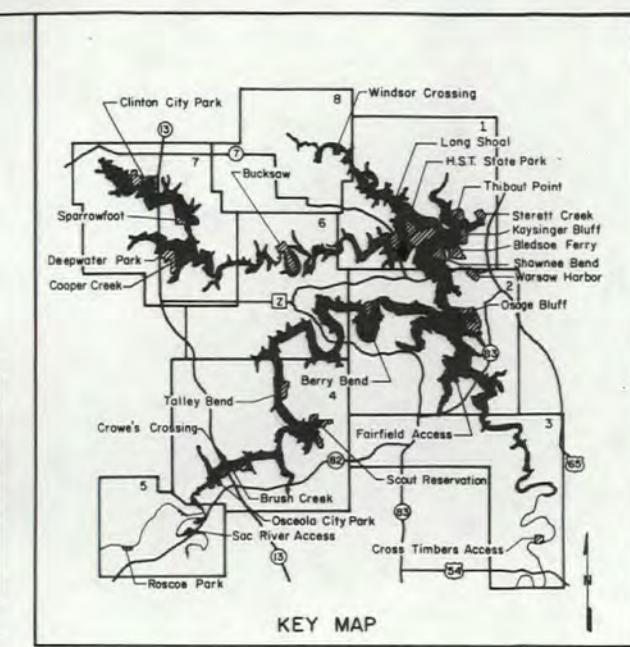 Clinton City Park
13
8
Windsor Crossing
1
Long Shoal
H.S.T. State Park
7
7
Bucksaw
Thibaut Point
Sparrowfoot
6
Sterett Creek
Kaysinger Bluff
Bledsoe Ferry
Deepwater Park
Shawnee Bend
Cooper Creek
Warsaw Harbor
2
Z
Osage Bluff
83
Berry Bend
4
Talley Bend
Crowe's Crossing
Fairfield Access
3
82
65
5
Scout Reservation
Brush Creek
83
Osceola City Park
Sac River Access
13
Cross Timbers Access
54
Roscoe Park
N
KEY MAP